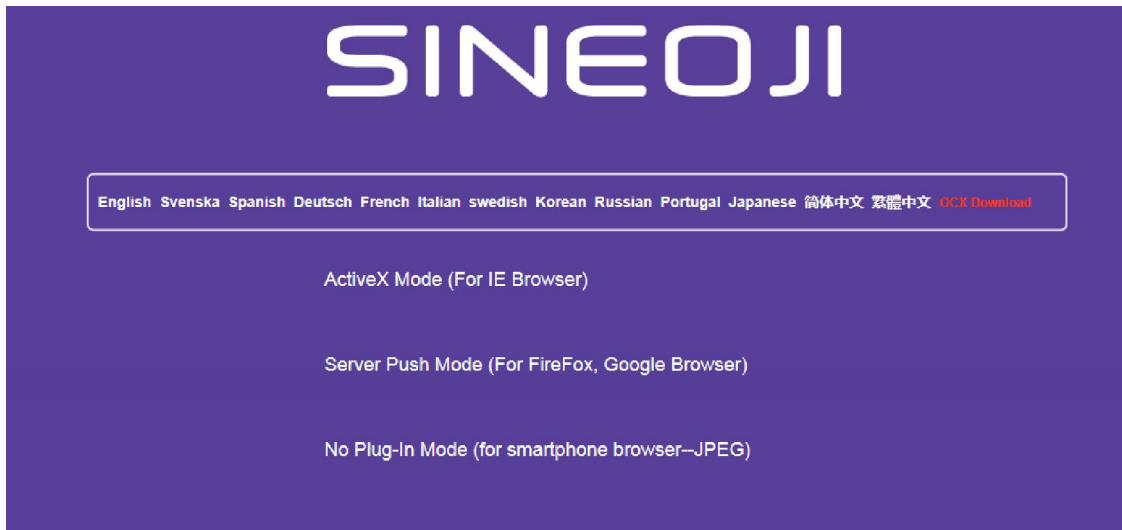 SINEOJI
English Svenska Spanish Deutsch French Italian swedish Korean Russian Portugal Japanese 简体中文 繁體中文 OCX Download
ActiveX Mode (For IE Browser)
Server Push Mode (For FireFox, Google Browser)
No Plug-In Mode (for smartphone browser--JPEG)